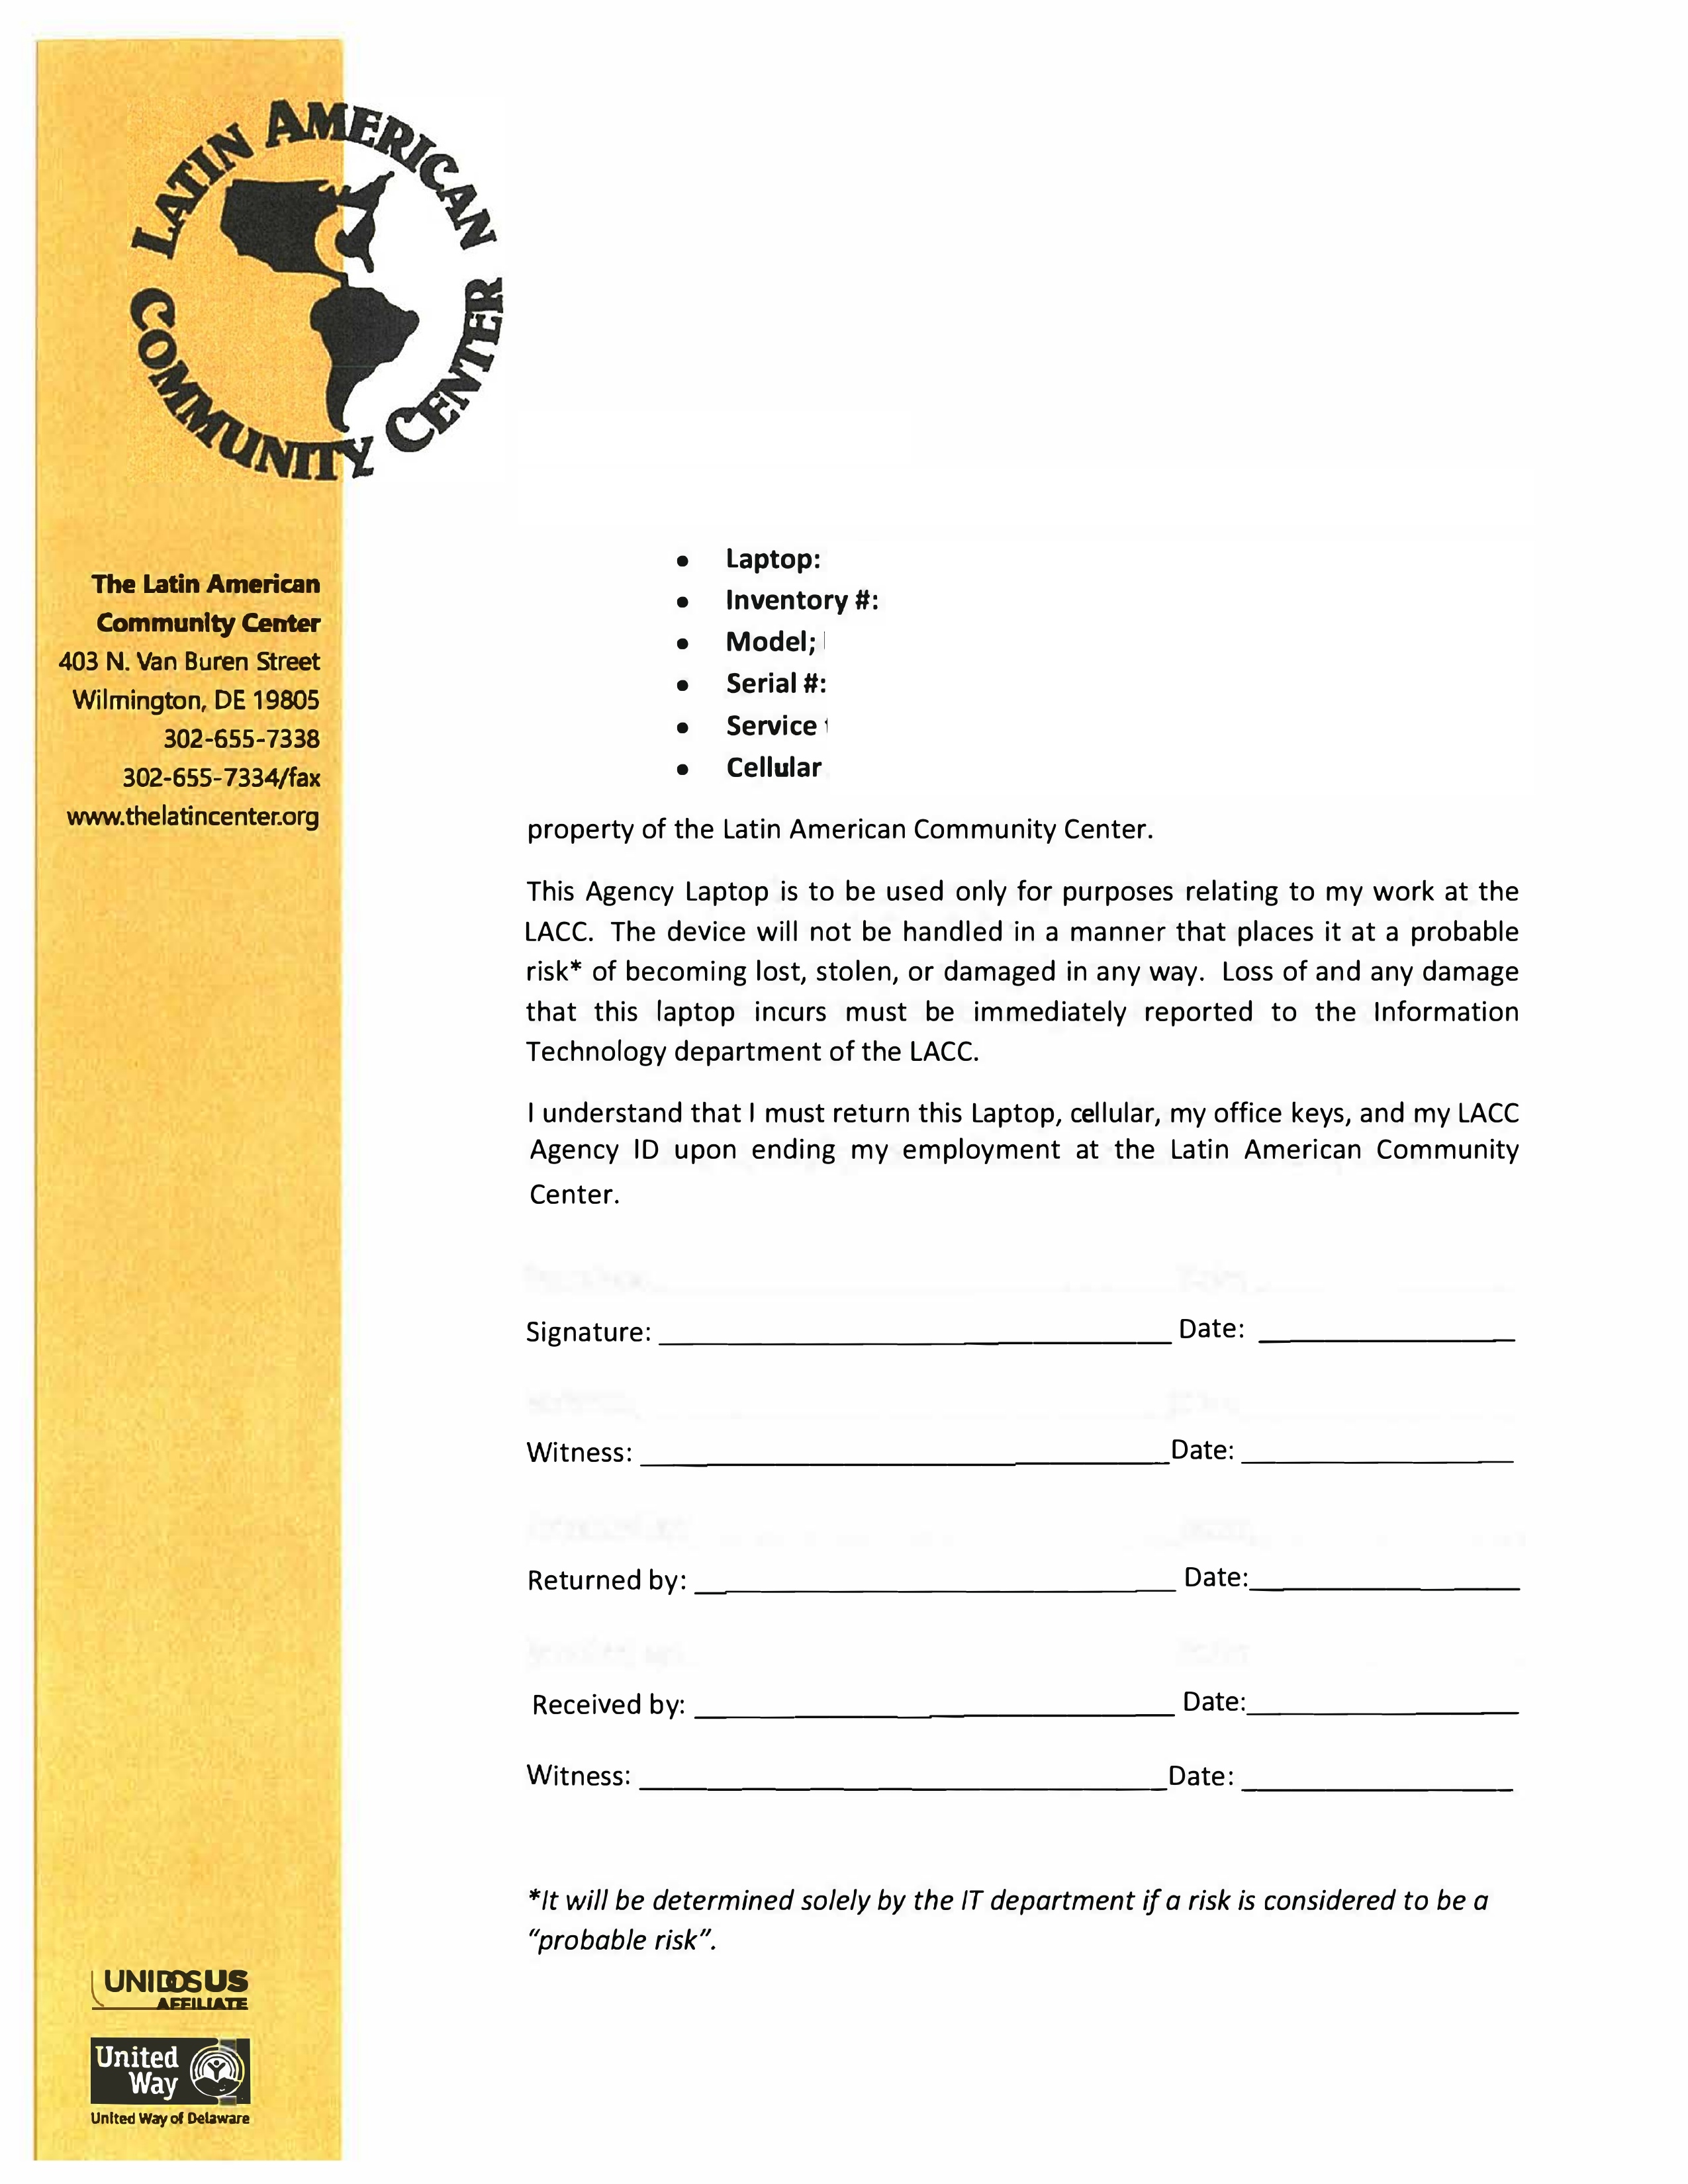 LATIN AMERICAN
COMMUNITY CENTER
The Latin American
Community Center
403 N. Van Buren Street
Wilmington, DE 19805
302-655-7338
302-655-7334/fax
www.thelatincenter.org
• Laptop:
• Inventory #:
• Model;
• Serial #:
• Service
• Cellular
property of the Latin American Community Center.
This Agency Laptop is to be used only for purposes relating to my work at the
LACC. The device will not be handled in a manner that places it at a probable
risk* of becoming lost, stolen, or damaged in any way. Loss of and any damage
that this laptop incurs must be immediately reported to the Information
Technology department of the LACC.
I understand that I must return this Laptop, cellular, my office keys, and my LACC
Agency ID upon ending my employment at the Latin American Community
Center.
Signature: Date:
Witness: Date:
Returned by: Date:
Received by: Date:
Witness: Date:
*It will be determined solely by the IT department if a risk is considered to be a
“probable risk”.
UNIDOSUS
AFFILIATE
United
Way
United Way of Delaware